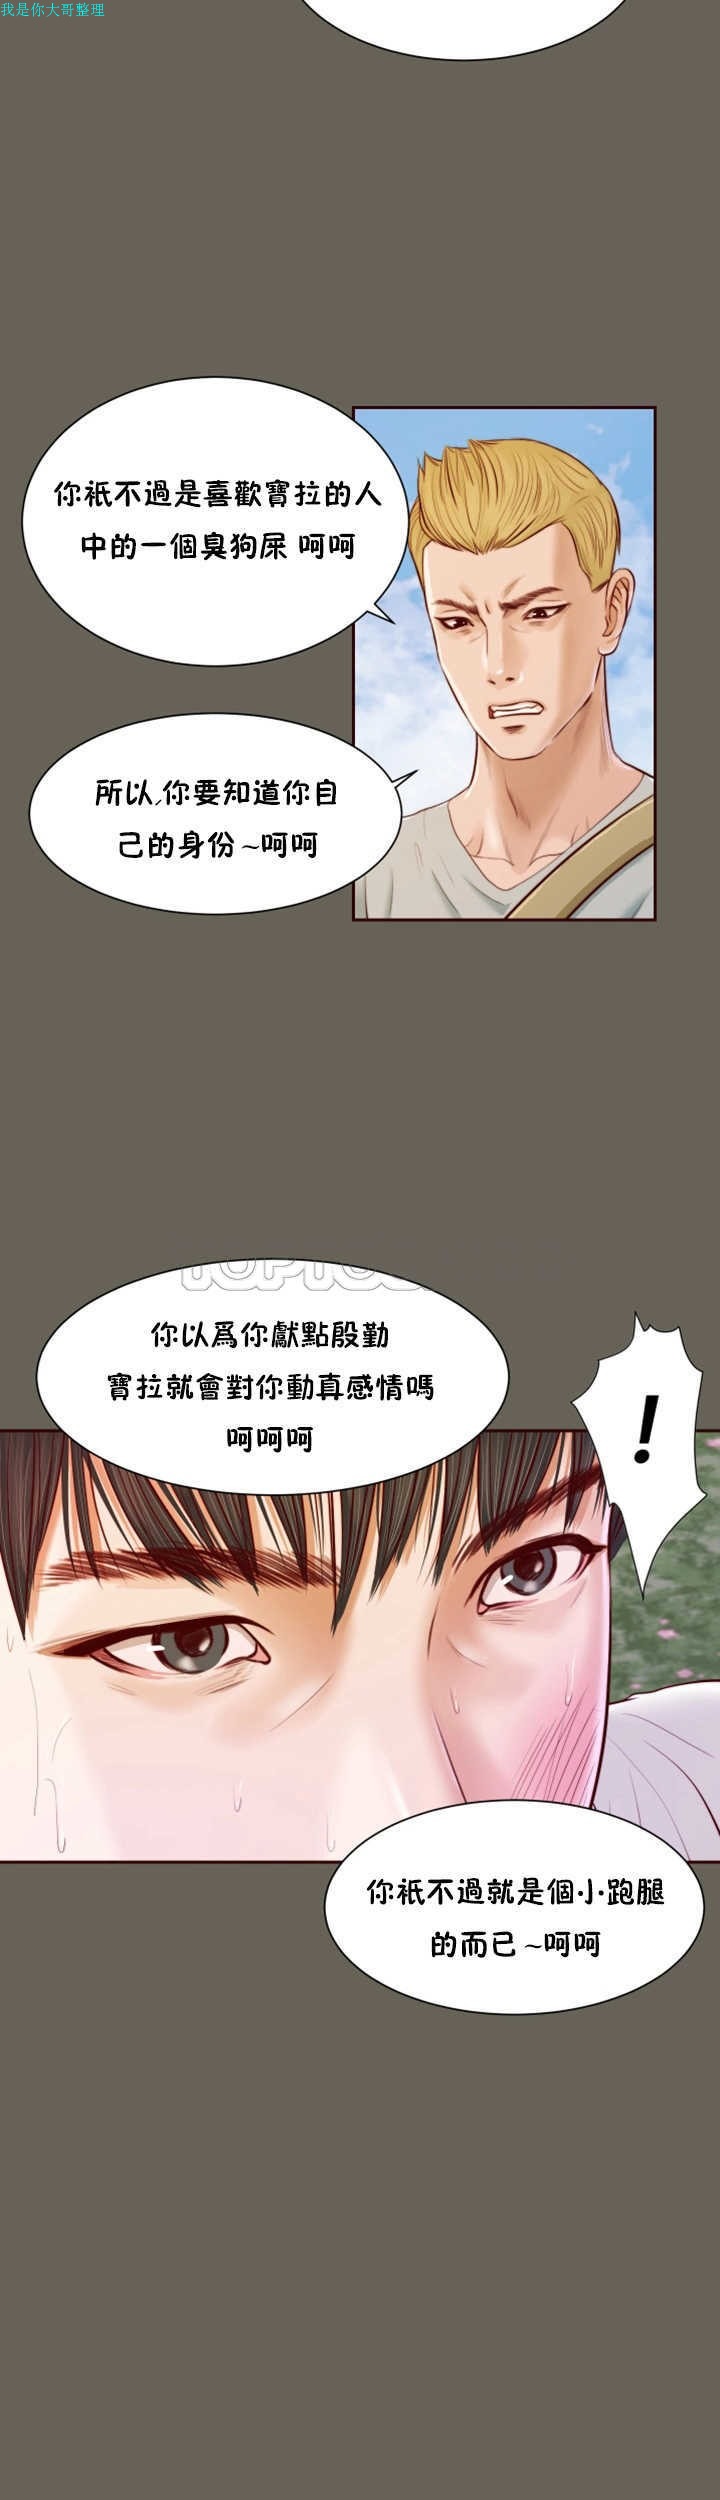 我是你大哥整理
你祇不過是喜歡寶拉的人
中的一個臭狗屎 呵呵
所以,你要知道你自
己的身份~呵呵
TOPTOO
你以爲你獻點殷勤
寶拉就會對你動真感情嗎
呵呵呵
!
你祇不過就是個小跑腿
的而已~呵呵